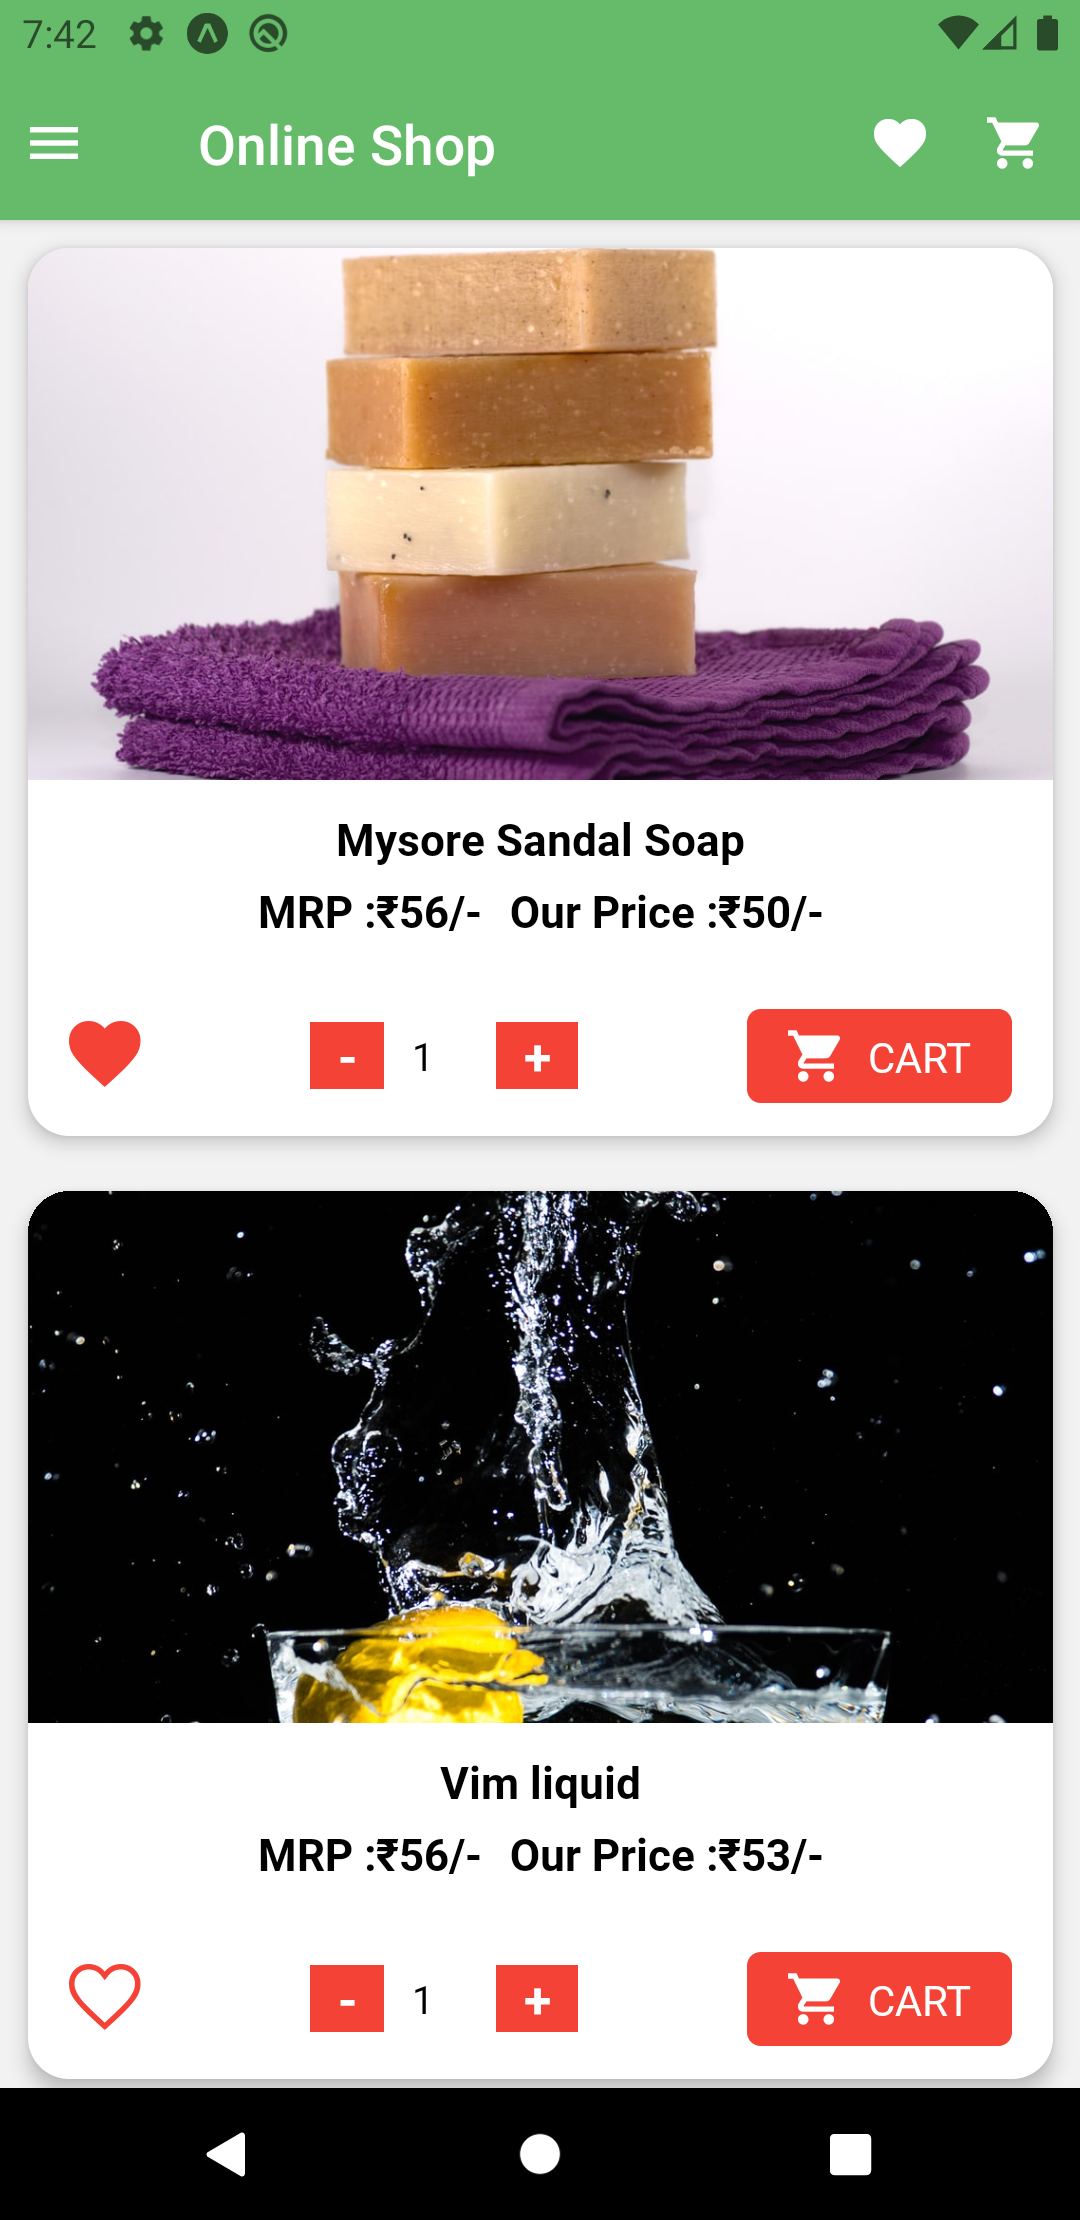 7:42
Online Shop
Mysore Sandal Soap
MRP :₹56/- Our Price :₹50/-
- 1 + CART
Vim liquid
MRP :₹56/- Our Price :₹53/-
- 1 + CART